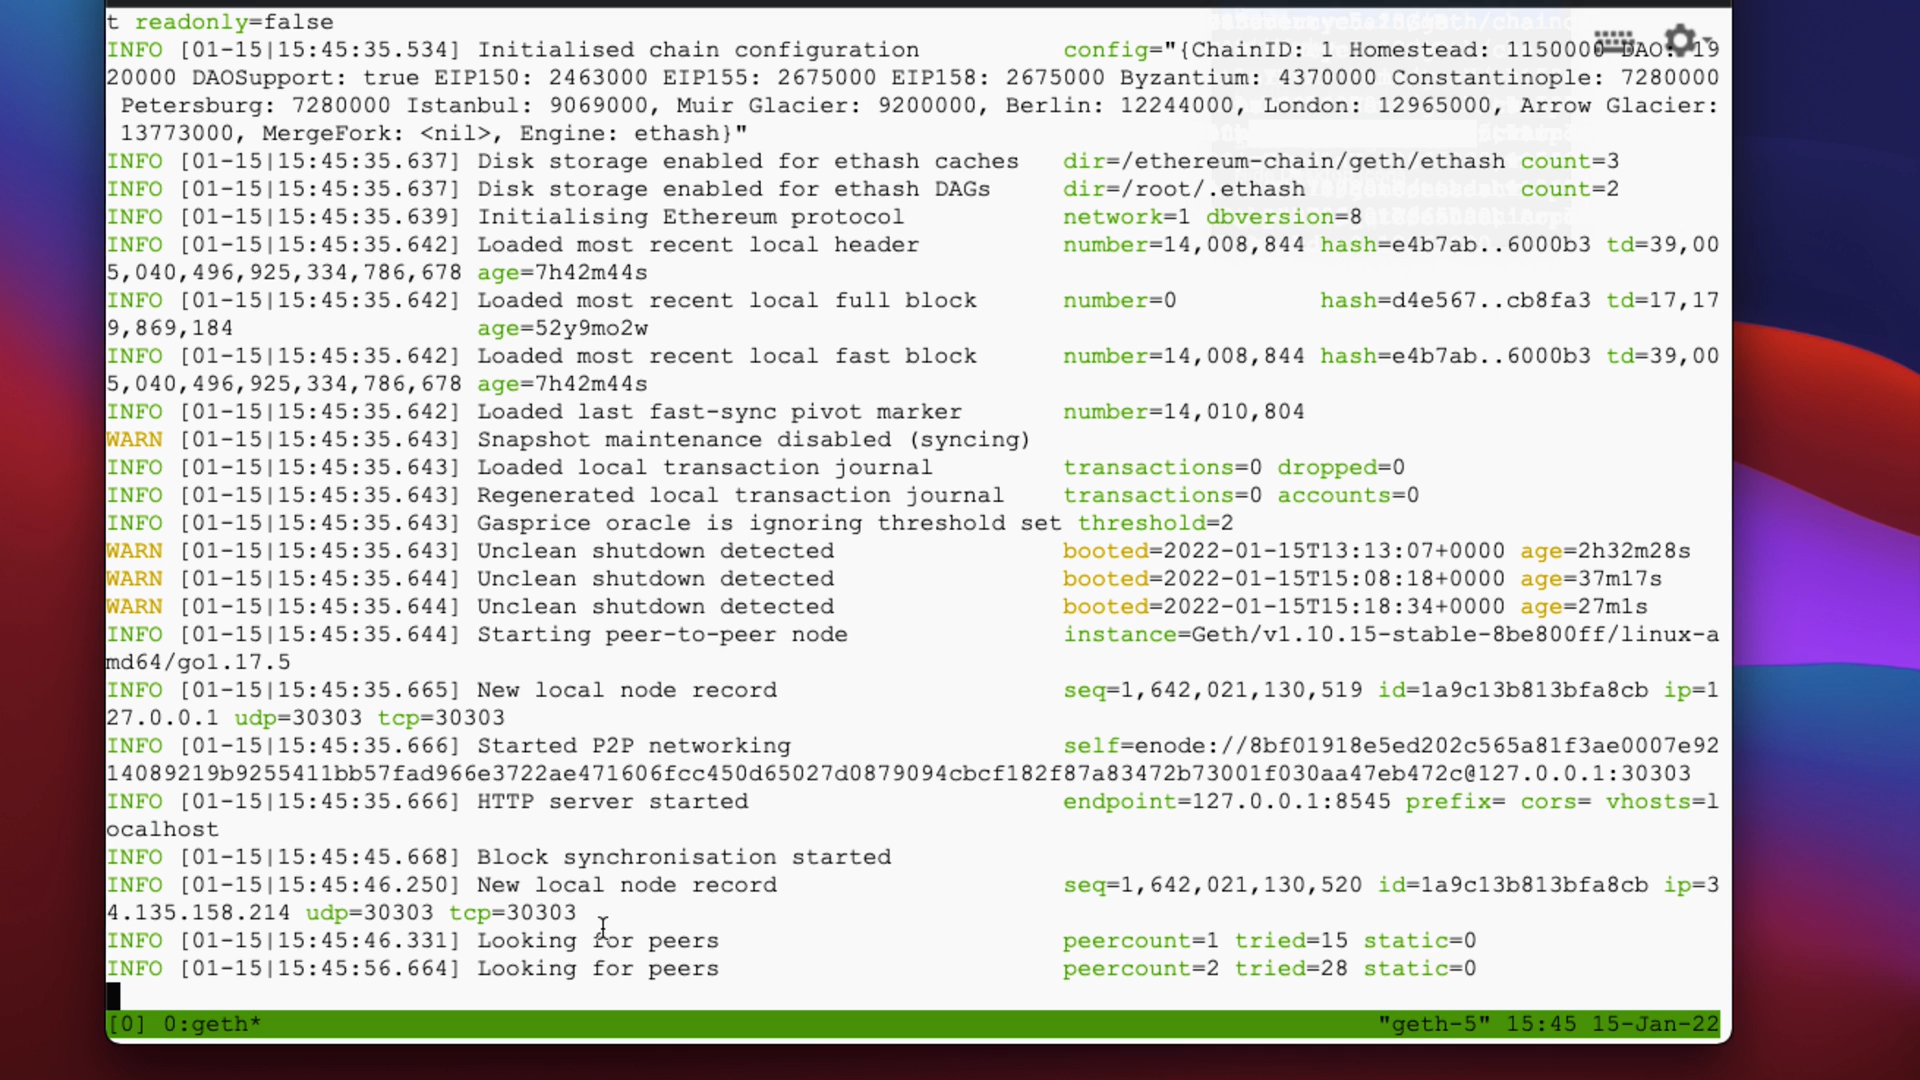 t readonly=false
INFO [01-15|15:45:35.534] Initialised chain configuration          config="{ChainID: 1 Homestead: 1150000 DAO: 19
20000 DAOSupport: true EIP150: 2463000 EIP155: 2675000 EIP158: 2675000 Byzantium: 4370000 Constantinople: 7280000
 Petersburg: 7280000 Istanbul: 9069000, Muir Glacier: 9200000, Berlin: 12244000, London: 12965000, Arrow Glacier:
 13773000, MergeFork: <nil>, Engine: ethash}"
INFO [01-15|15:45:35.637] Disk storage enabled for ethash caches   dir=/ethereum-chain/geth/ethash count=3
INFO [01-15|15:45:35.637] Disk storage enabled for ethash DAGs     dir=/root/.ethash               count=2
INFO [01-15|15:45:35.639] Initialising Ethereum protocol           network=1 dbversion=8
INFO [01-15|15:45:35.642] Loaded most recent local header          number=14,008,844 hash=e4b7ab..6000b3 td=39,00
5,040,496,925,334,786,678 age=7h42m44s
INFO [01-15|15:45:35.642] Loaded most recent local full block      number=0          hash=d4e567..cb8fa3 td=17,17
9,869,184                 age=52y9mo2w
INFO [01-15|15:45:35.642] Loaded most recent local fast block      number=14,008,844 hash=e4b7ab..6000b3 td=39,00
5,040,496,925,334,786,678 age=7h42m44s
INFO [01-15|15:45:35.642] Loaded last fast-sync pivot marker       number=14,010,804
WARN [01-15|15:45:35.643] Snapshot maintenance disabled (syncing)
INFO [01-15|15:45:35.643] Loaded local transaction journal         transactions=0 dropped=0
INFO [01-15|15:45:35.643] Regenerated local transaction journal    transactions=0 accounts=0
INFO [01-15|15:45:35.643] Gasprice oracle is ignoring threshold set threshold=2
WARN [01-15|15:45:35.643] Unclean shutdown detected                booted=2022-01-15T13:13:07+0000 age=2h32m28s
WARN [01-15|15:45:35.644] Unclean shutdown detected                booted=2022-01-15T15:08:18+0000 age=37m17s
WARN [01-15|15:45:35.644] Unclean shutdown detected                booted=2022-01-15T15:18:34+0000 age=27m1s
INFO [01-15|15:45:35.644] Starting peer-to-peer node               instance=Geth/v1.10.15-stable-8be800ff/linux-a
md64/go1.17.5
INFO [01-15|15:45:35.665] New local node record                    seq=1,642,021,130,519 id=1a9c13b813bfa8cb ip=1
27.0.0.1 udp=30303 tcp=30303
INFO [01-15|15:45:35.666] Started P2P networking                   self=enode://8bf01918e5ed202c565a81f3ae0007e92
14089219b9255411bb57fad966e3722ae471606fcc450d65027d0879094cbcf182f87a83472b73001f030aa47eb472c@127.0.0.1:30303
INFO [01-15|15:45:35.666] HTTP server started                      endpoint=127.0.0.1:8545 prefix= cors= vhosts=l
ocalhost
INFO [01-15|15:45:45.668] Block synchronisation started
INFO [01-15|15:45:46.250] New local node record                    seq=1,642,021,130,520 id=1a9c13b813bfa8cb ip=3
4.135.158.214 udp=30303 tcp=30303
INFO [01-15|15:45:46.331] Looking for peers                        peercount=1 tried=15 static=0
INFO [01-15|15:45:56.664] Looking for peers                        peercount=2 tried=28 static=0
[0] 0:geth*                                                        "geth-5" 15:45 15-Jan-22